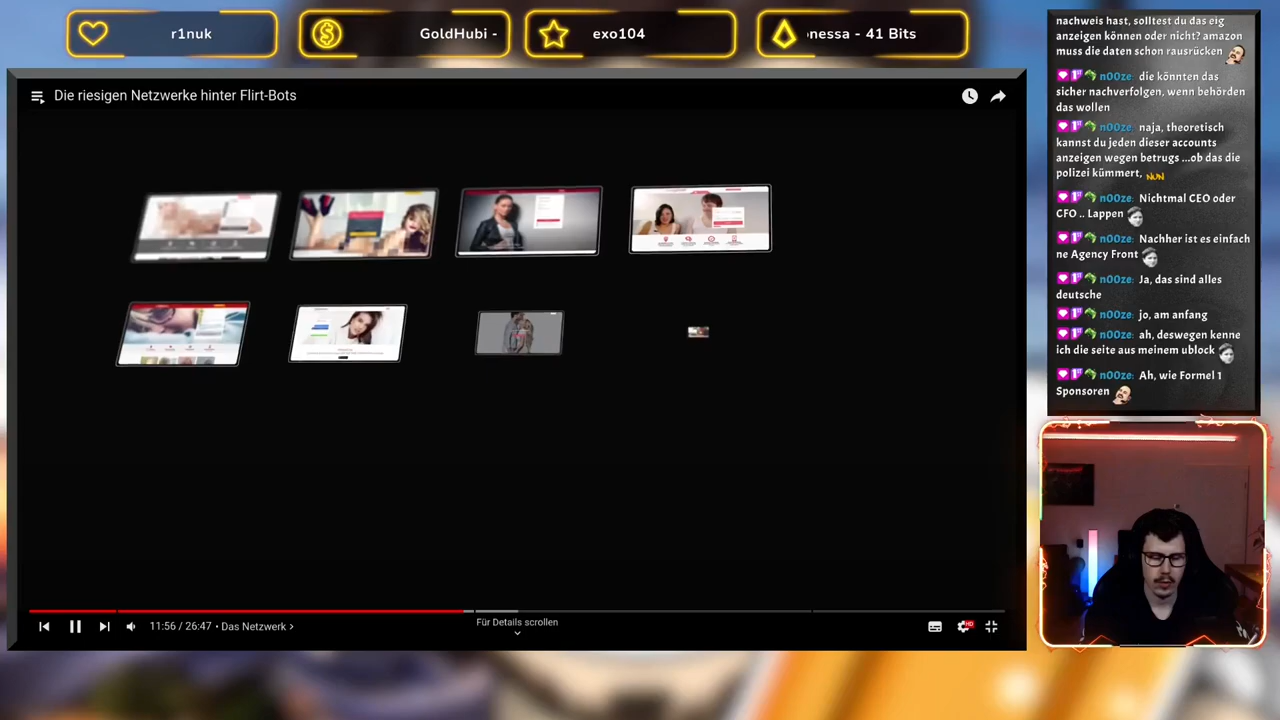 r1nuk
GoldHubi -
exo104
nessa - 41 Bits
Die riesigen Netzwerke hinter Flirt-Bots
11:56 / 26:47 • Das Netzwerk >
Für Details scrollen
HD
nachweis hast, solltest du das eig
anzeigen können oder nicht? amazon
muss die daten schon rausrücken
n00ze: die könnten das
sicher nachverfolgen, wenn behörden
das wollen
n00ze: naja, theoretisch
kannst du jeden dieser accounts
anzeigen wegen betrugs ...ob das die
polizei kümmert, NUN
n00ze: Nichtmal CEO oder
CFO .. Lappen
n00ze: Nachher ist es einfach
ne Agency Front
n00ze: Ja, das sind alles
deutsche
n00ze: jo, am anfang
n00ze: ah, deswegen kenne
ich die seite aus meinem ublock
n00ze: Ah, wie Formel 1
Sponsoren